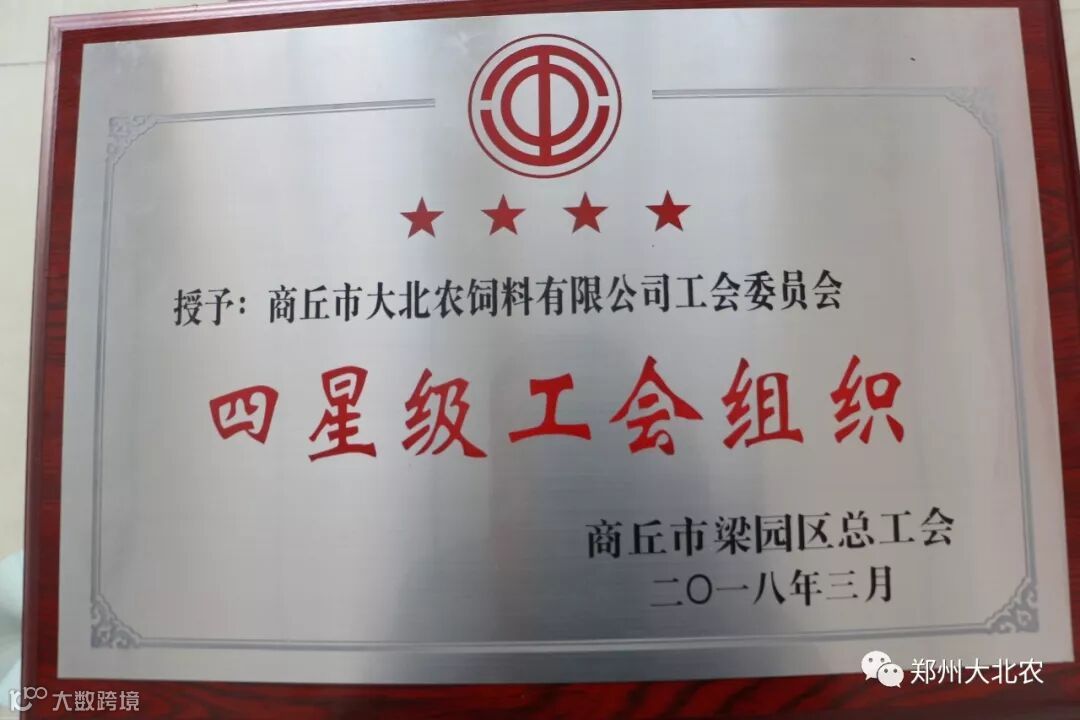 授予：商丘市大北农饲料有限公司工会委员会
四星级工会组织
商丘市梁园区总工会
二〇一八年三月
郑州大北农
大数跨境